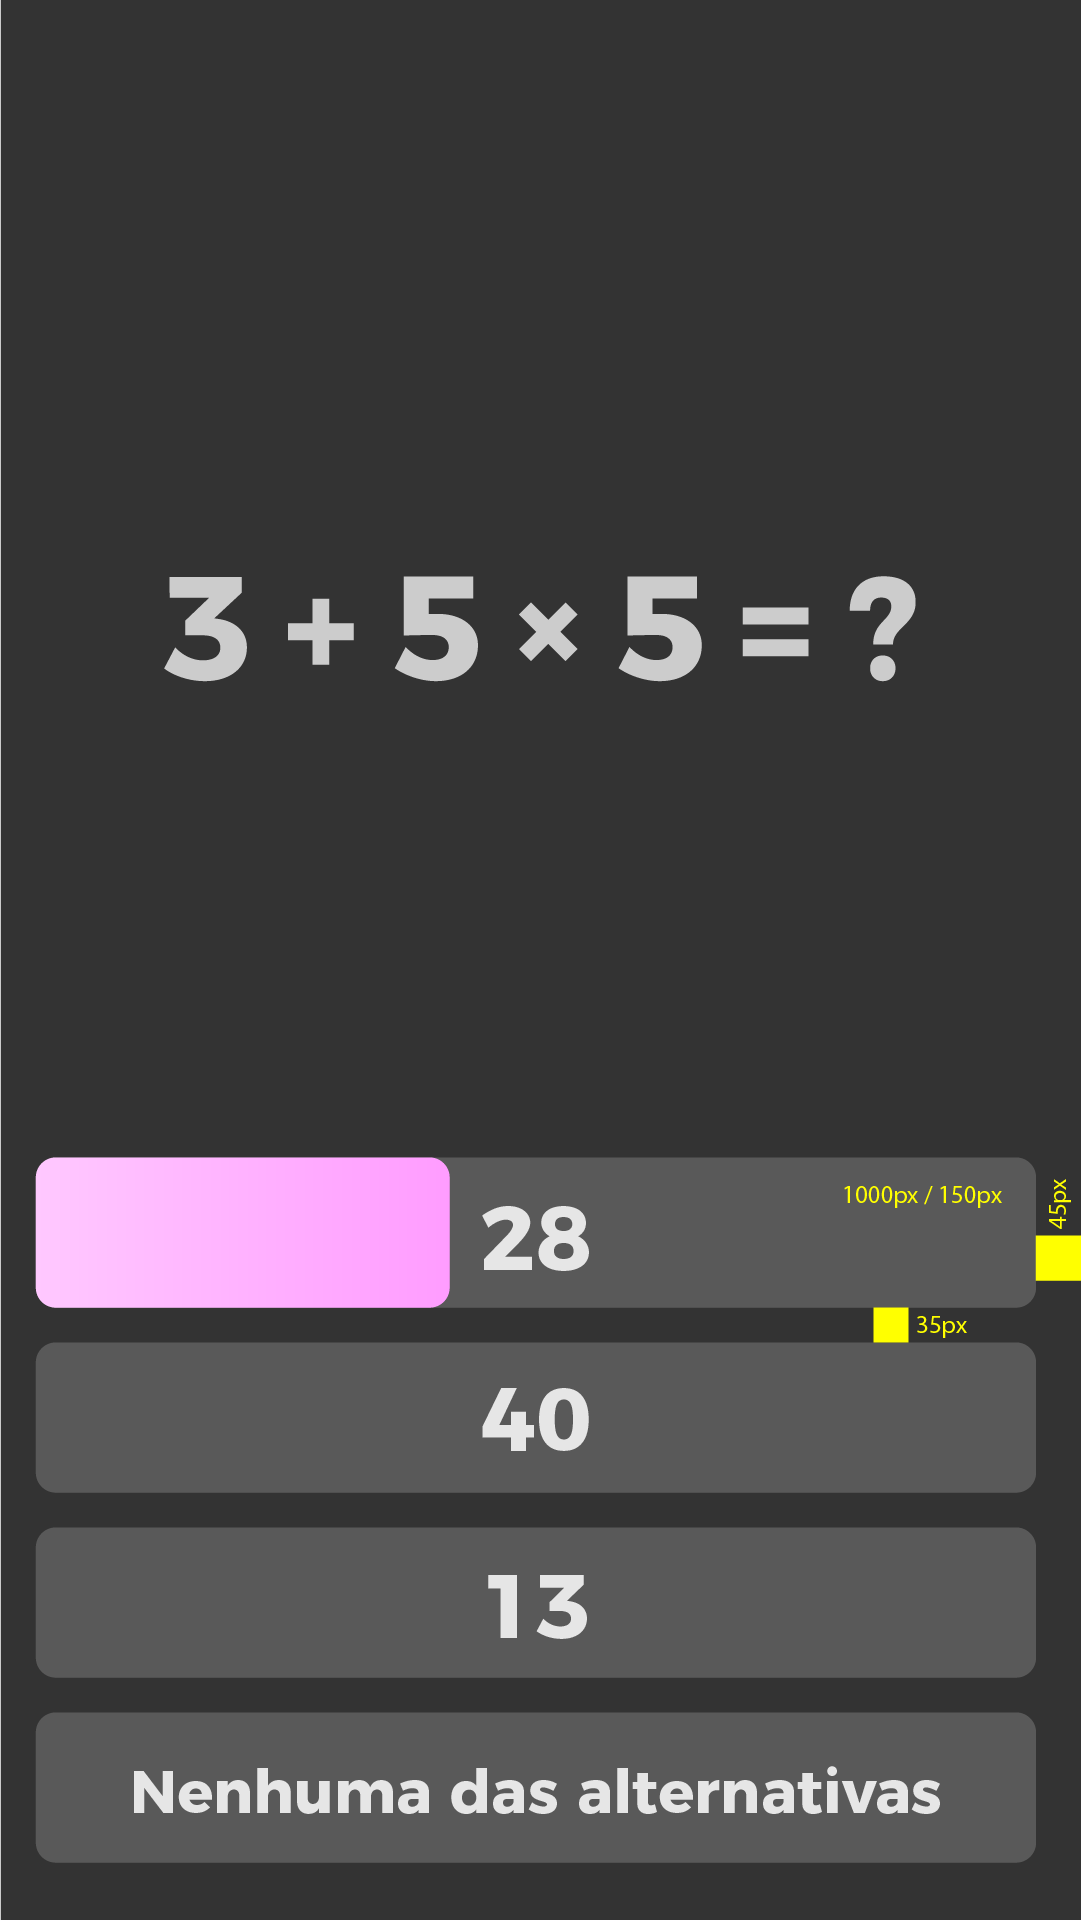 3 + 5 × 5 = ?
28
1000px / 150px
45px
35px
40
13
Nenhuma das alternativas